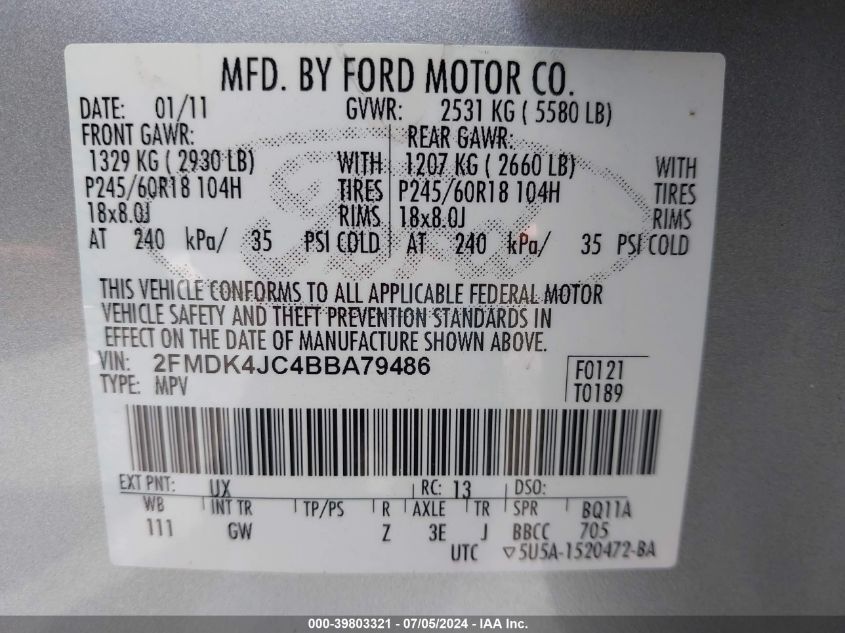 MFD. BY FORD MOTOR CO.
DATE: 01/11 GVWR: 2531 KG ( 5580 LB)
FRONT GAWR: REAR GAWR:
1329 KG ( 2930 LB) WITH 1207 KG ( 2660 LB) WITH
P245/60R18 104H TIRES P245/60R18 104H TIRES
18x8.0J RIMS 18x8.0J RIMS
AT 240 kPa/ 35 PSI COLD AT 240 kPa/ 35 PSI COLD
THIS VEHICLE CONFORMS TO ALL APPLICABLE FEDERAL MOTOR
VEHICLE SAFETY AND THEFT PREVENTION STANDARDS IN
EFFECT ON THE DATE OF MANUFACTURE SHOWN ABOVE.
VIN: 2FMDK4JC4BBA79486 F0121
TYPE: MPV T0189
EXT PNT: UX RC: 13 DSO:
WB INT TR TP/PS R AXLE TR SPR BQ11A
111 GW Z 3E J BBCC 705
UTC ▽5U5A-1520472-BA
000-39803321 / 07/05/2024 - IAA Inc.